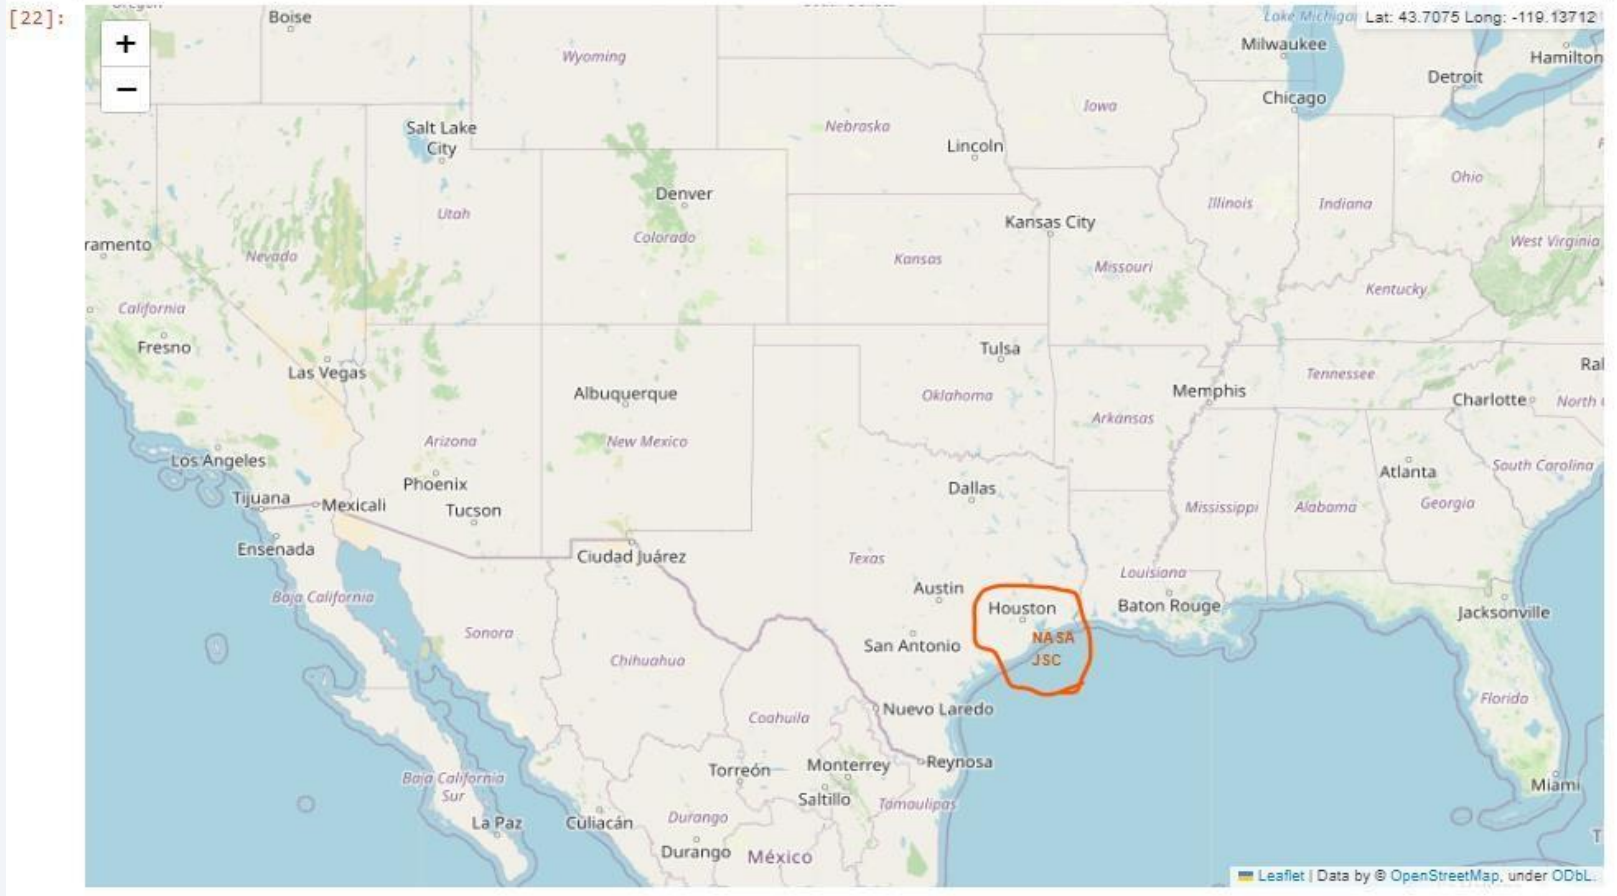 [22]:
Boise
Lake Michigan
Lat: 43.7075 Long: -119.13712
+
−
Wyoming
Milwaukee
Hamilton
Detroit
Chicago
Iowa
Nebraska
Salt Lake
City
Lincoln
Denver
Ohio
Utah
Illinois
Indiana
Kansas City
Colorado
West Virginia
ramento
Nevada
Kansas
Missouri
Kentucky
California
Fresno
Tulsa
Las Vegas
Ral
Tennessee
Albuquerque
Oklahoma
Memphis
Charlotte
North
Arkansas
Arizona
New Mexico
Los Angeles
South Carolina
Atlanta
Phoenix
Dallas
Tijuana
Mexicali
Tucson
Mississippi
Alabama
Georgia
Ensenada
Ciudad Juárez
Texas
Louisiana
Austin
Baja California
Houston
Baton Rouge
Jacksonville
Sonora
NASA
JSC
San Antonio
Chihuahua
Florida
Nuevo Laredo
Coahuila
Reynosa
Torreón
Monterrey
Baja California
Sur
Miami
Saltillo
Tamaulipas
La Paz
Culiacán
Durango
Durango
México
Leaflet | Data by © OpenStreetMap, under ODbL.